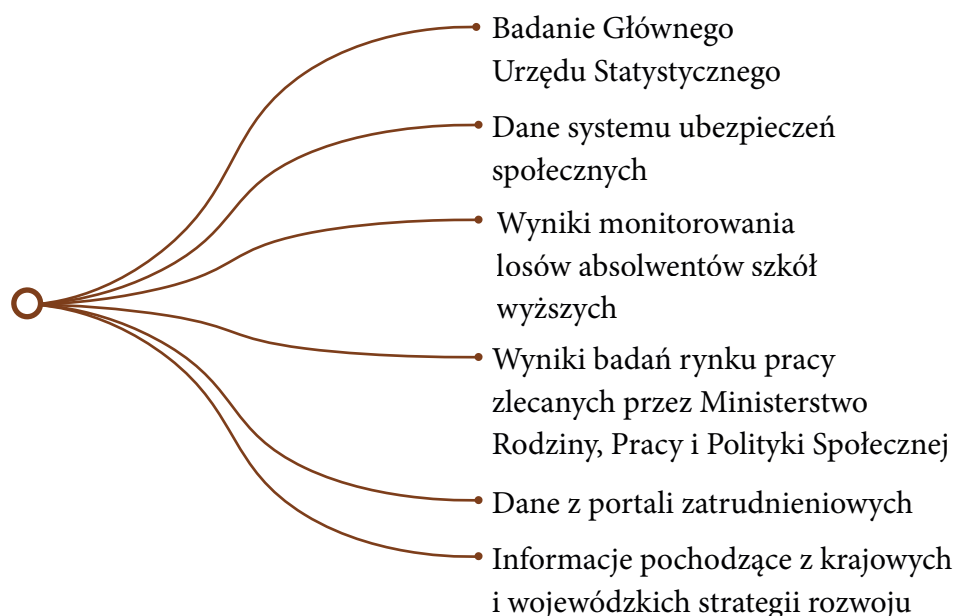 Badanie Głównego
Urzędu Statystycznego
Dane systemu ubezpieczeń
społecznych
Wyniki monitorowania
losów absolwentów szkół
wyższych
Wyniki badań rynku pracy
zlecanych przez Ministerstwo
Rodziny, Pracy i Polityki Społecznej
Dane z portali zatrudnieniowych
Informacje pochodzące z krajowych
i wojewódzkich strategii rozwoju